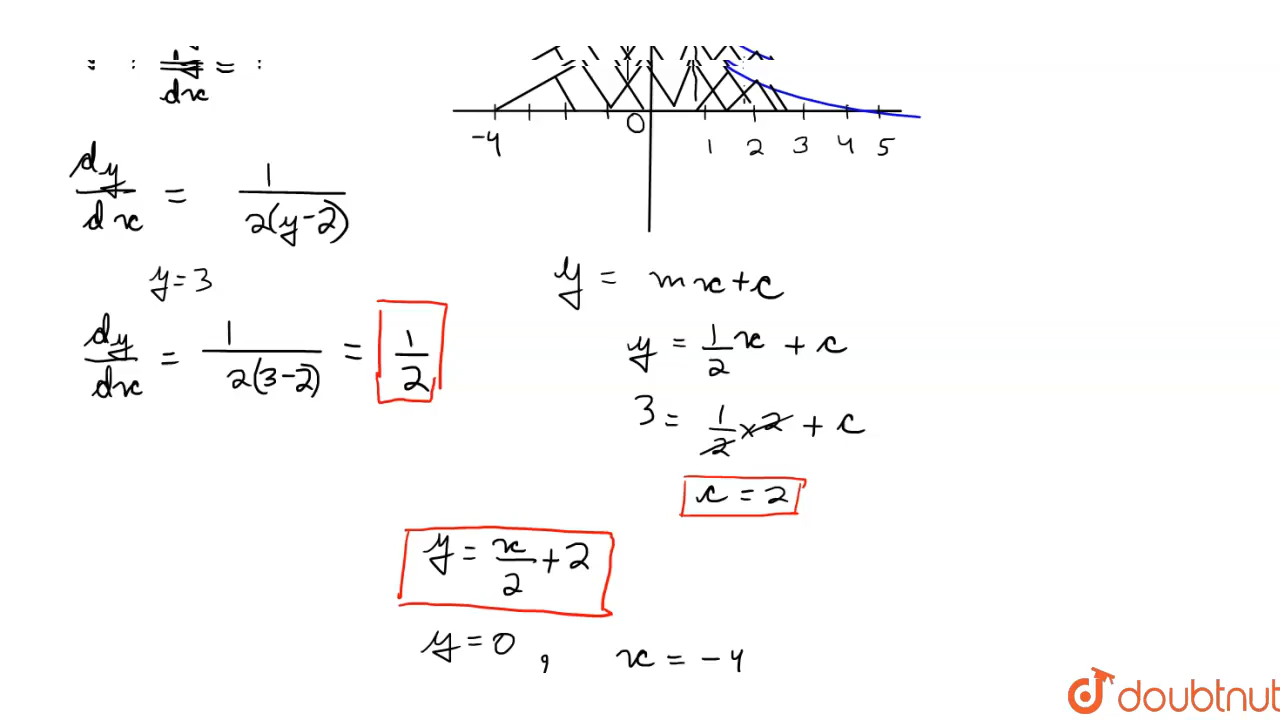 dx
-4 0 1 2 3 4 5
dy/dx = 1/2(y-2)
y = 3
dy/dx = 1/2(3-2) = 1/2
y = mx + c
y = 1/2 x + c
3 = 1/2 × 2 + c
c = 2
y = x/2 + 2
y = 0 , x = -4
doubtnut